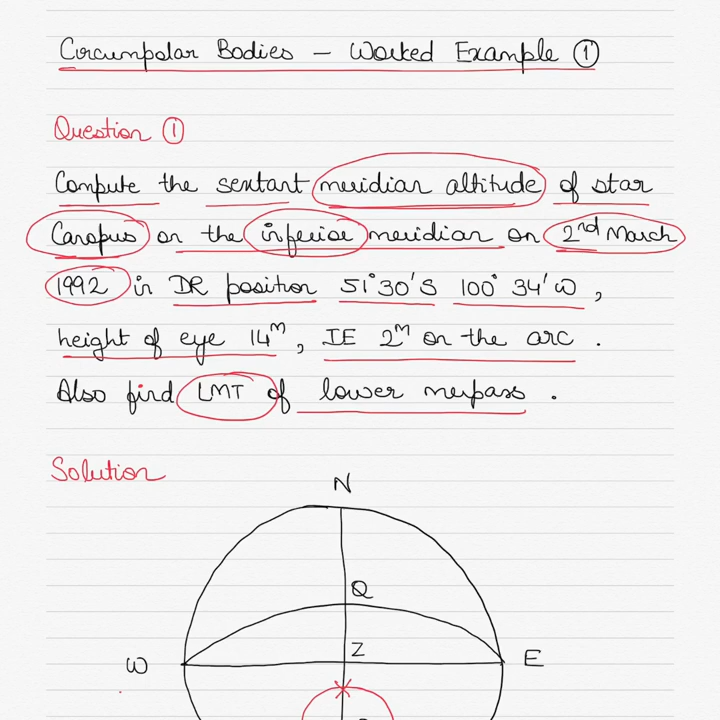 Circumpolar Bodies – Worked Example ①
Question ①
Compute the sextant meridian altitude of star
Canopus on the inferior meridian on 2nd March
1992 in DR position 51°30'S 100° 34'W ,
height of eye 14m , IE 2m on the arc .
Also find LMT of lower merpass .
Solution
N
Q
Z
W
E